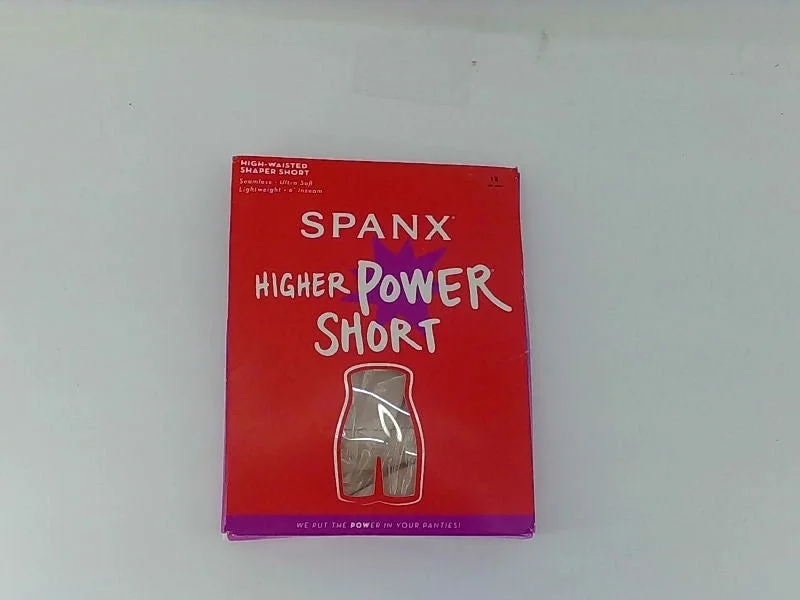 HIGH-WAISTED
SHAPER SHORT
Seamless • Ultra Soft
Lightweight • 6" Inseam
SPANX
HIGHER POWER
SHORT
WE PUT THE POWER IN YOUR PANTIES!